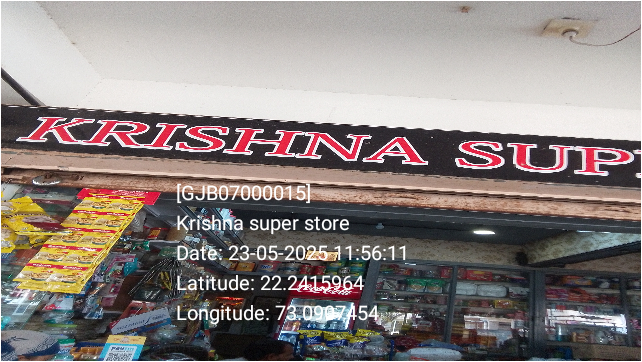 KRISHNA SUP
[GJB07000015]
Krishna super store
Date: 23-05-2025 11:56:11
Latitude: 22.2415964
Longitude: 73.0907454